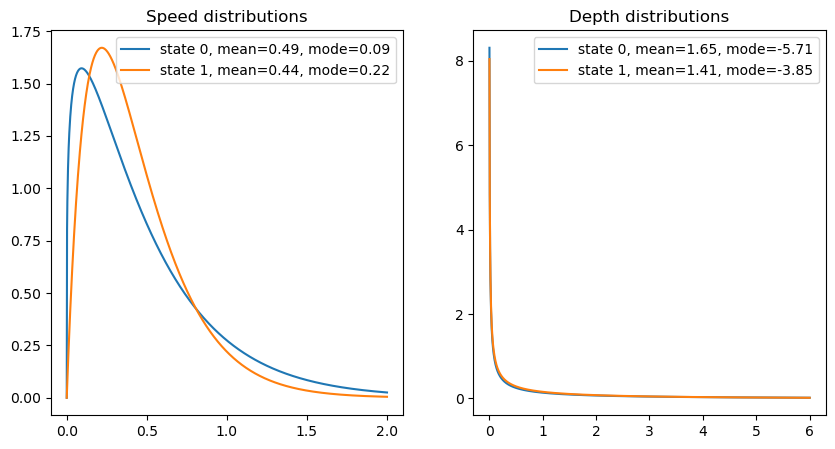 Speed distributions
state 0, mean=0.49, mode=0.09
state 1, mean=0.44, mode=0.22
1.75
1.50
1.25
1.00
0.75
0.50
0.25
0.00
0.0 0.5 1.0 1.5 2.0
Depth distributions
state 0, mean=1.65, mode=-5.71
state 1, mean=1.41, mode=-3.85
8
6
4
2
0
0 1 2 3 4 5 6